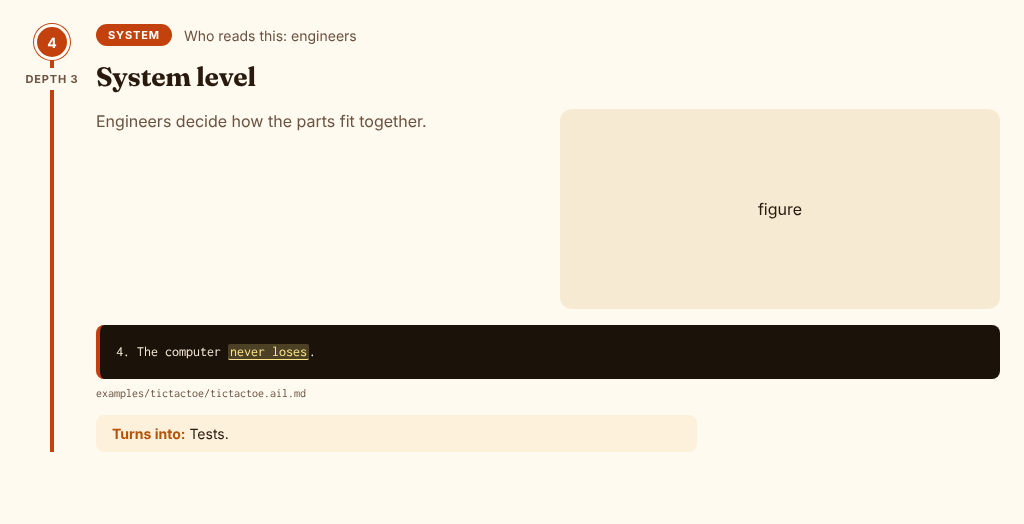 4
SYSTEM
Who reads this: engineers
DEPTH 3
System level
Engineers decide how the parts fit together.
figure
4. The computer never loses.
examples/tictactoe/tictactoe.ail.md
Turns into: Tests.